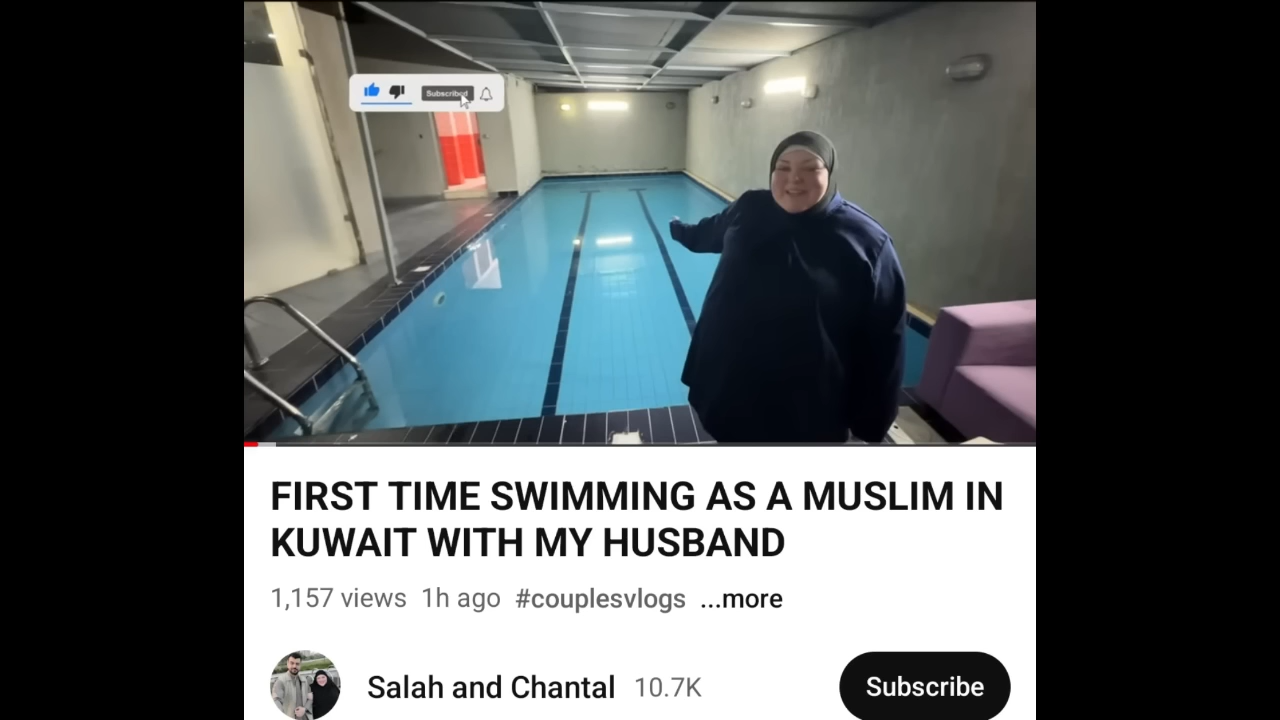 Subscribed
FIRST TIME SWIMMING AS A MUSLIM IN
KUWAIT WITH MY HUSBAND
1,157 views 1h ago #couplesvlogs ...more
Salah and Chantal 10.7K Subscribe